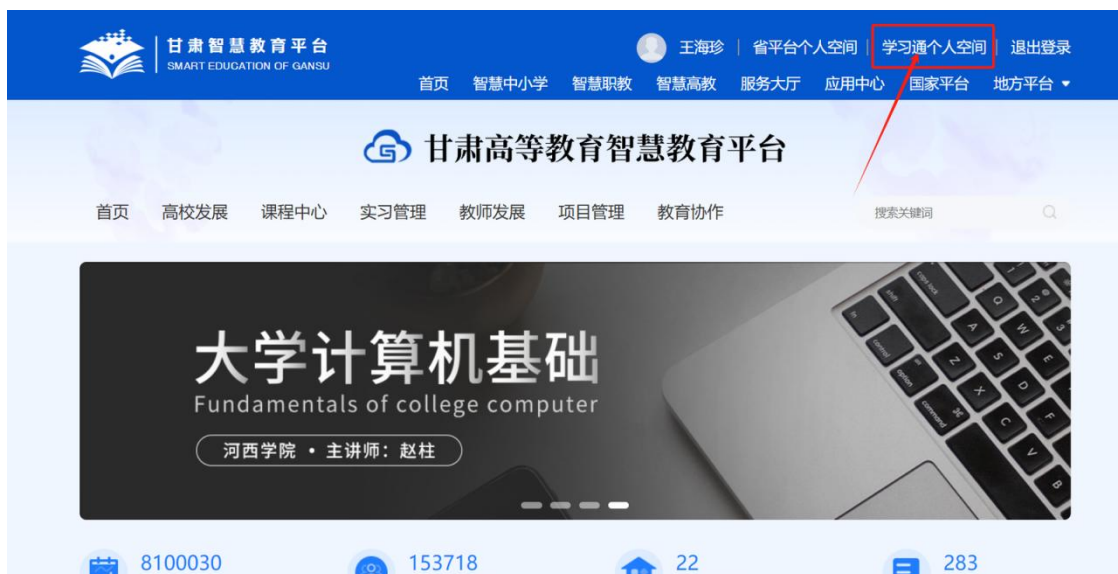 甘肃智慧教育平台
SMART EDUCATION OF GANSU
王海珍 | 省平台个人空间 | 学习通个人空间 | 退出登录
首页 智慧中小学 智慧职教 智慧高教 服务大厅 应用中心 国家平台 地方平台
甘肃高等教育智慧教育平台
首页 高校发展 课程中心 实习管理 教师发展 项目管理 教育协作 搜索关键词
大学计算机基础
Fundamentals of college computer
河西学院 • 主讲师：赵柱
8100030 153718 22 283